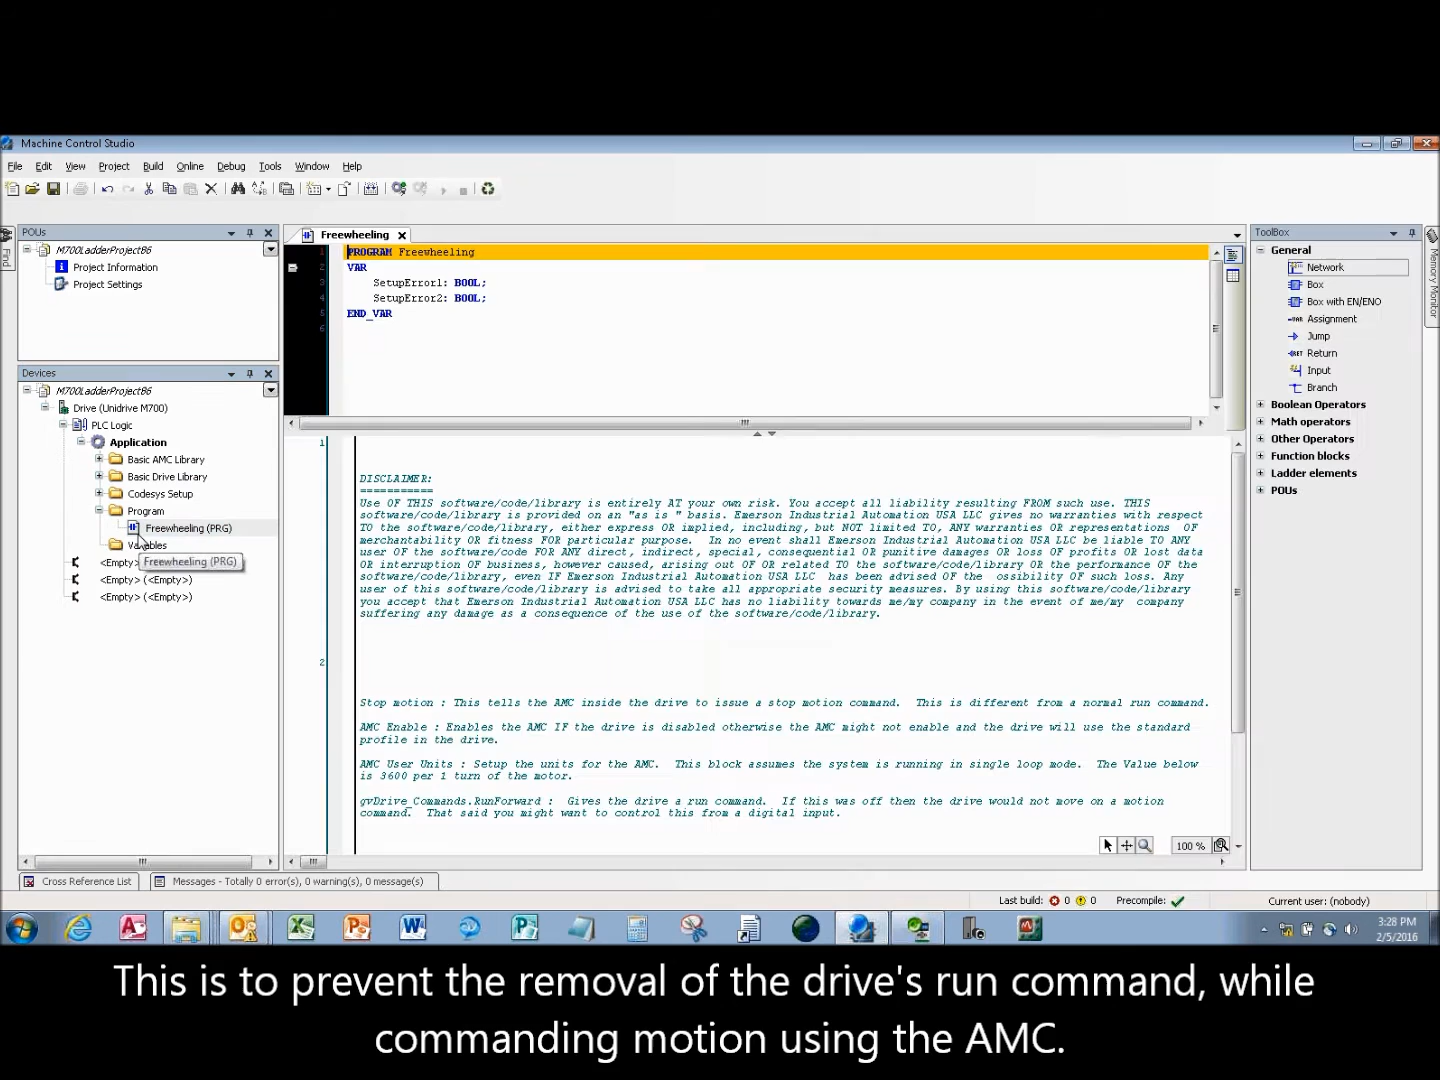 Machine Control Studio
File Edit View Project Build Online Debug Tools Window Help
POUs
M700LadderProjectB6
Project Information
Project Settings
Find
Devices
M700LadderProjectB6
Drive (Unidrive M700)
PLC Logic
Application
Basic AMC Library
Basic Drive Library
Codesys Setup
Program
Freewheeling (PRG)
Variables
<Empty>
Freewheeling (PRG)
<Empty> (<Empty>)
<Empty> (<Empty>)
Freewheeling
1 PROGRAM Freewheeling
2 VAR
3 SetupError1: BOOL;
4 SetupError2: BOOL;
5 END_VAR
6
1
DISCLAIMER:
===========
Use OF THIS software/code/library is entirely AT your own risk. You accept all liability resulting FROM such use. THIS
software/code/library is provided on an "as is " basis. Emerson Industrial Automation USA LLC gives no warranties with respect
TO the software/code/library, either express OR implied, including, but NOT limited TO, ANY warranties OR representations OF
merchantability OR fitness FOR particular purpose. In no event shall Emerson Industrial Automation USA LLC be liable TO ANY
user OF the software/code FOR ANY direct, indirect, special, consequential OR punitive damages OR loss OF profits OR lost data
OR interruption OF business, however caused, arising out OF OR related TO the software/code/library OR the performance OF the
software/code/library, even IF Emerson Industrial Automation USA LLC has been advised OF the ossibility OF such loss. Any
user of this software/code/library is advised to take all appropriate security measures. By using this software/code/library
you accept that Emerson Industrial Automation USA LLC has no liability towards me/my company in the event of me/my company
suffering any damage as a consequence of the use of the software/code/library.
2
Stop motion : This tells the AMC inside the drive to issue a stop motion command. This is different from a normal run command.
AMC Enable : Enables the AMC IF the drive is disabled otherwise the AMC might not enable and the drive will use the standard
profile in the drive.
AMC User Units : Setup the units for the AMC. This block assumes the system is running in single loop mode. The Value below
is 3600 per 1 turn of the motor.
gvDrive_Commands.RunForward : Gives the drive a run command. If this was off then the drive would not move on a motion
command. That said you might want to control this from a digital input.
100 %
ToolBox
General
Network
Box
Box with EN/ENO
Assignment
Jump
Return
Input
Branch
Boolean Operators
Math operators
Other Operators
Function blocks
Ladder elements
POUs
Memory Monitor
Cross Reference List
Messages - Totally 0 error(s), 0 warning(s), 0 message(s)
Last build: 0 0 Precompile: Current user: (nobody)
3:28 PM
2/5/2016
This is to prevent the removal of the drive's run command, while
commanding motion using the AMC.